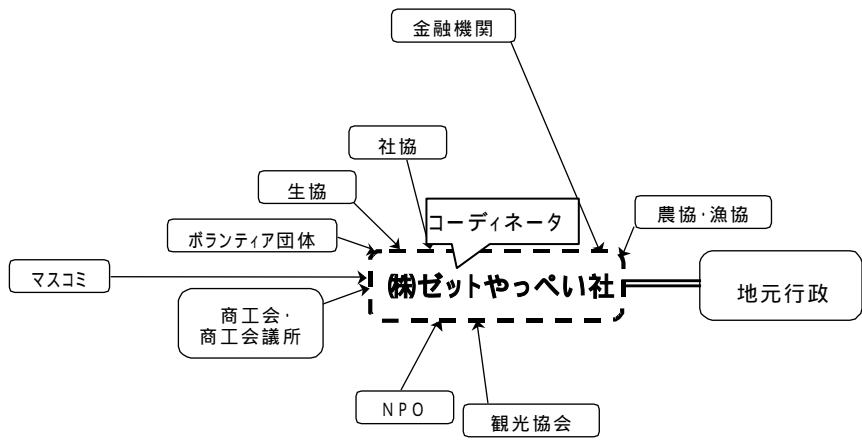 金融機関
社協
生協
コーディネータ
農協・漁協
ボランティア団体
マスコミ
㈱ゼットやっぺい社
地元行政
商工会・
商工会議所
NPO
観光協会